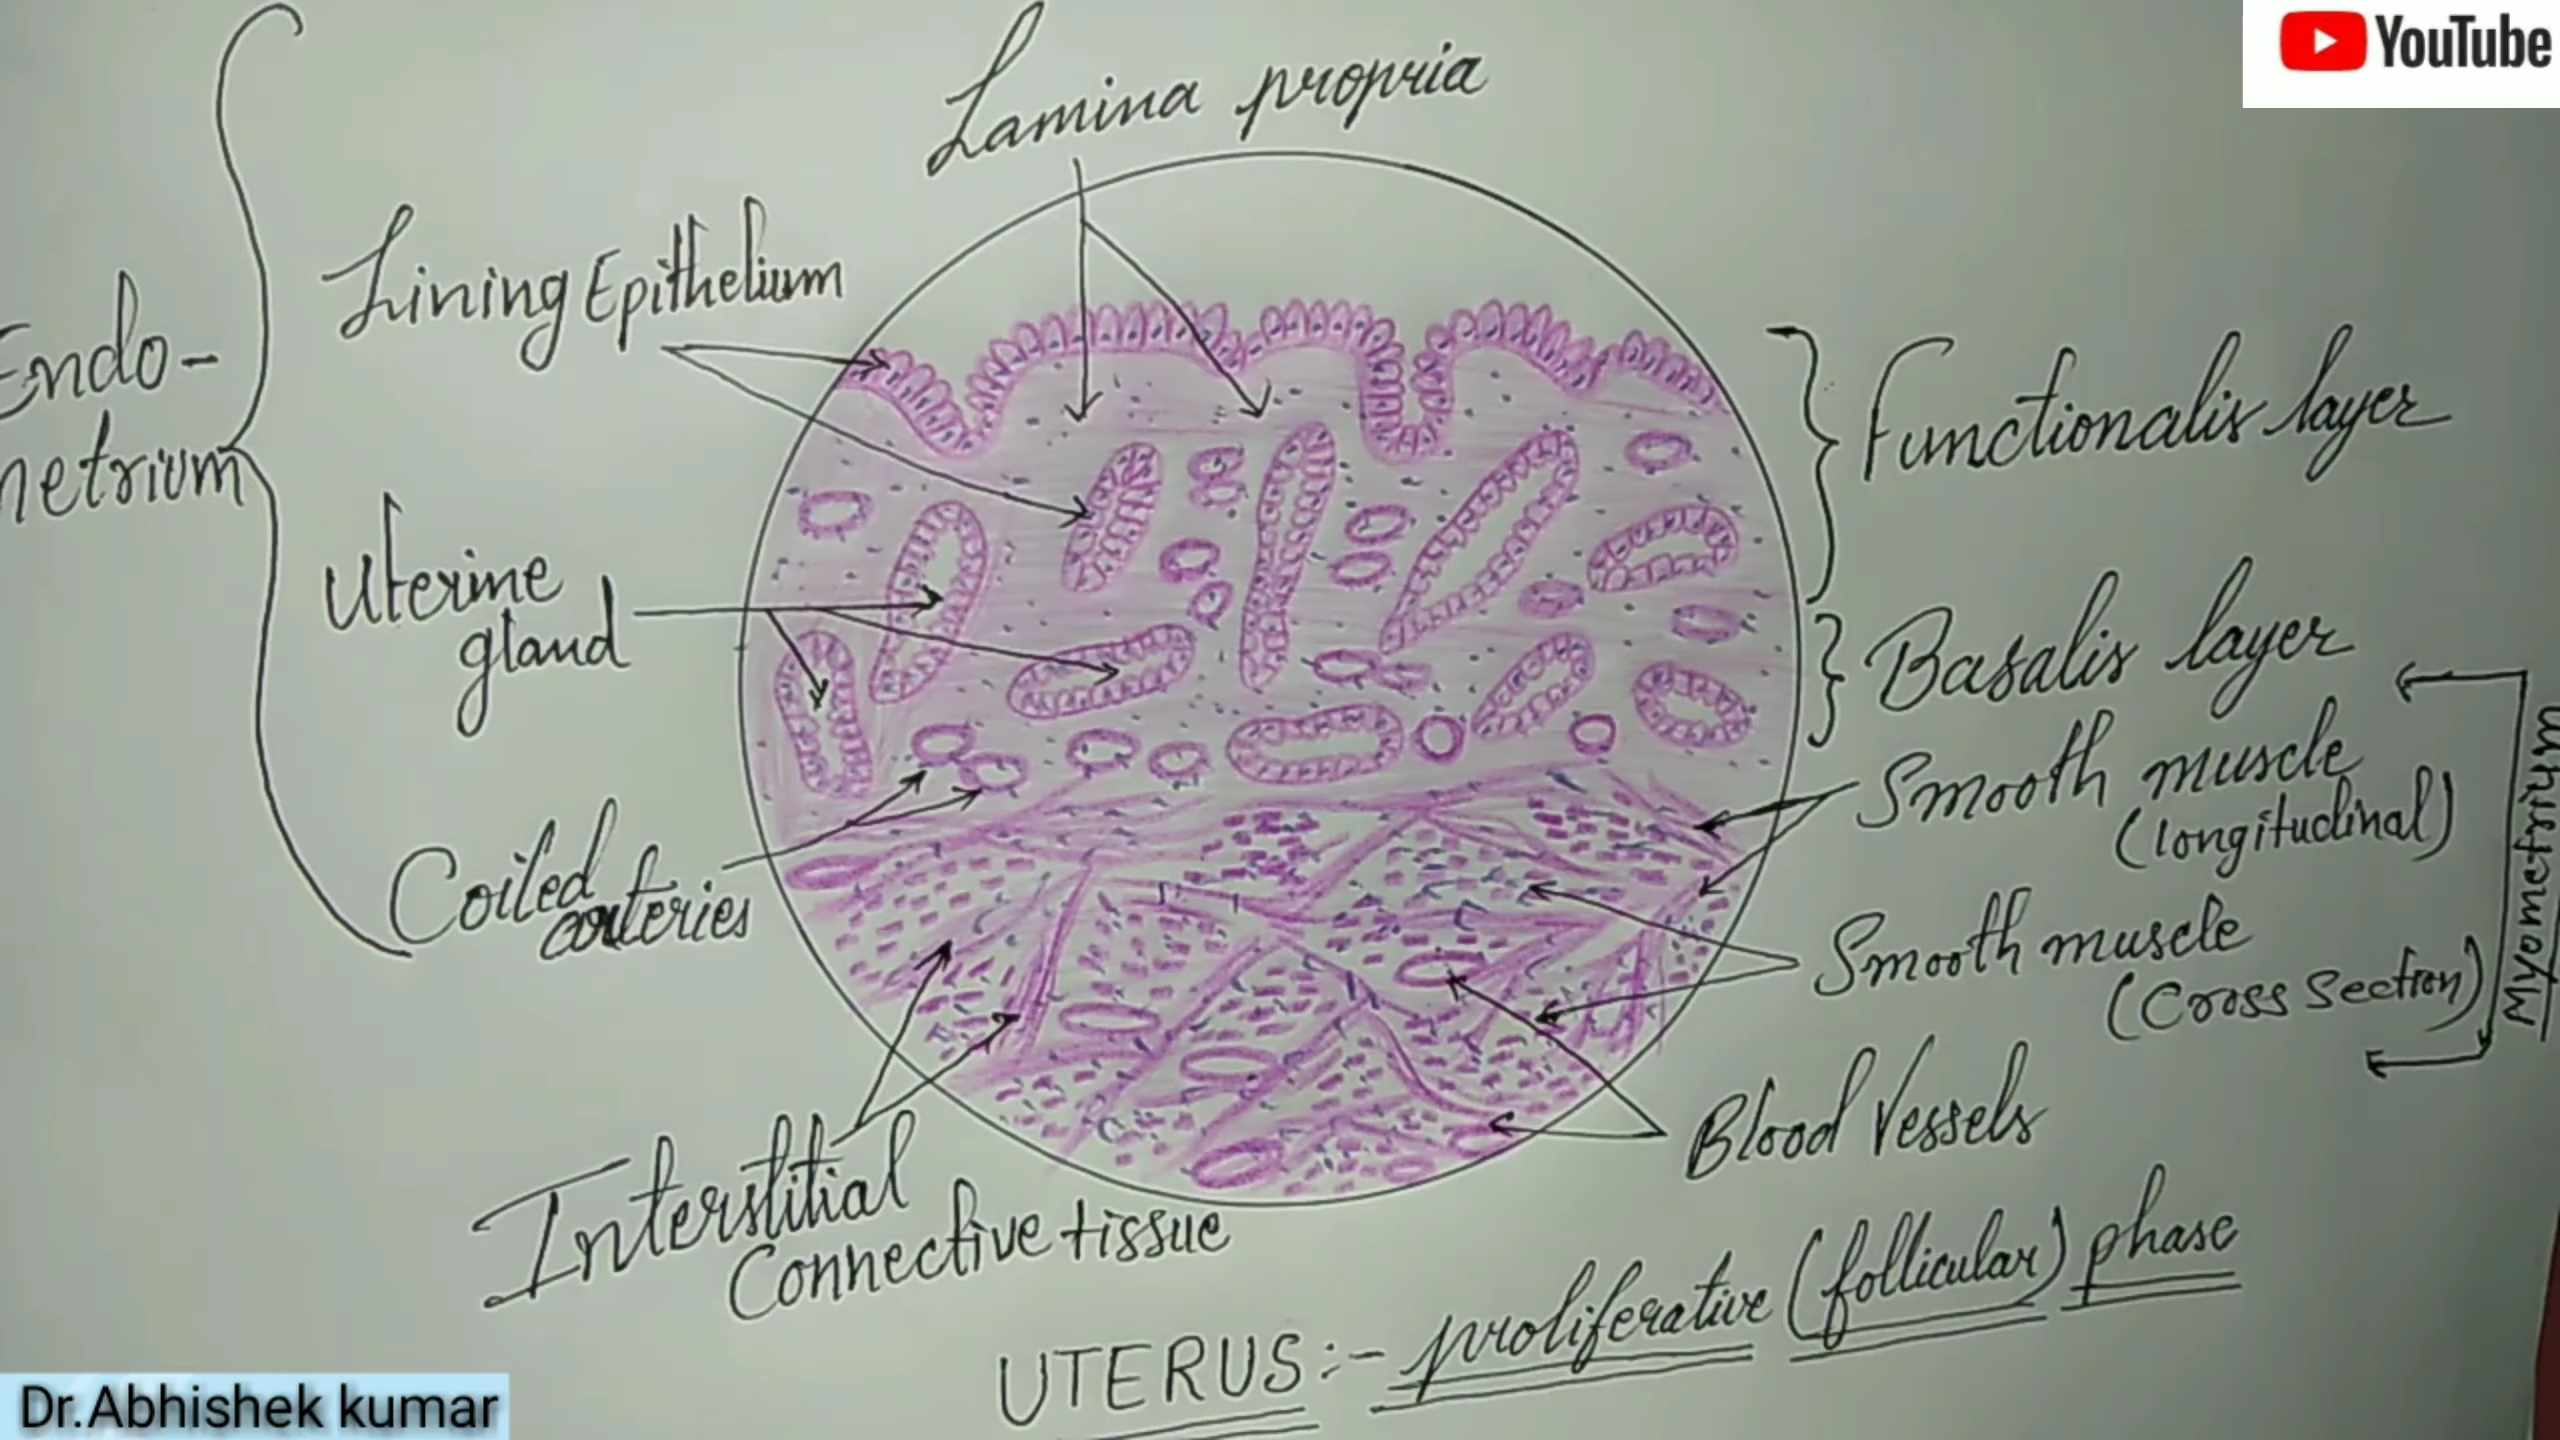 YouTube
Lamina propria
Lining Epithelium
Endo-
metrium
Uterine
gland
Coiled
arteries
Interstitial
Connective tissue
Functionalis layer
Basalis layer
Smooth muscle
(longitudinal)
Smooth muscle
(Cross section)
Myometrium
Blood Vessels
UTERUS:- proliferative (follicular) phase
Dr.Abhishek kumar